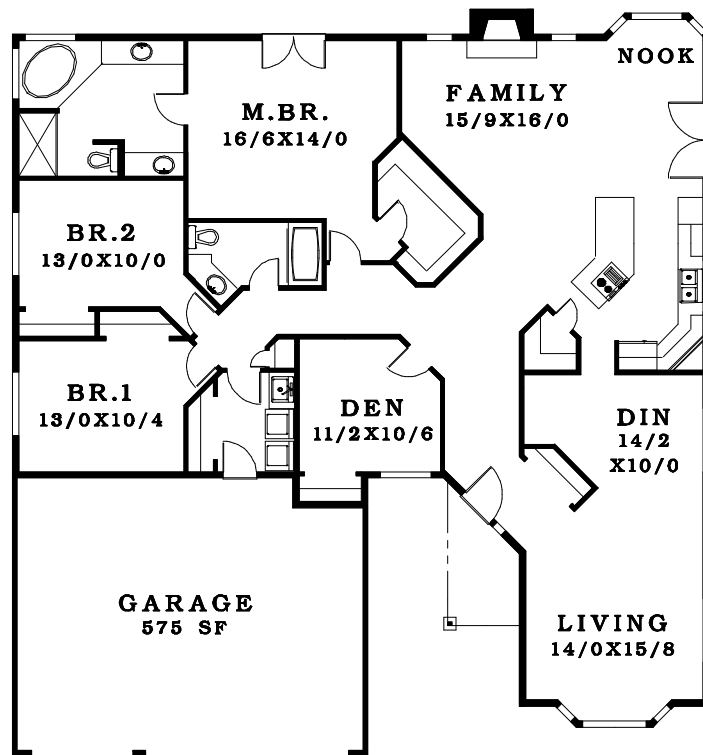 NOOK
FAMILY
15/9X16/0
M.BR.
16/6X14/0
BR.2
13/0X10/0
BR.1
13/0X10/4
DEN
11/2X10/6
DIN
14/2
X10/0
GARAGE
575 SF
LIVING
14/0X15/8